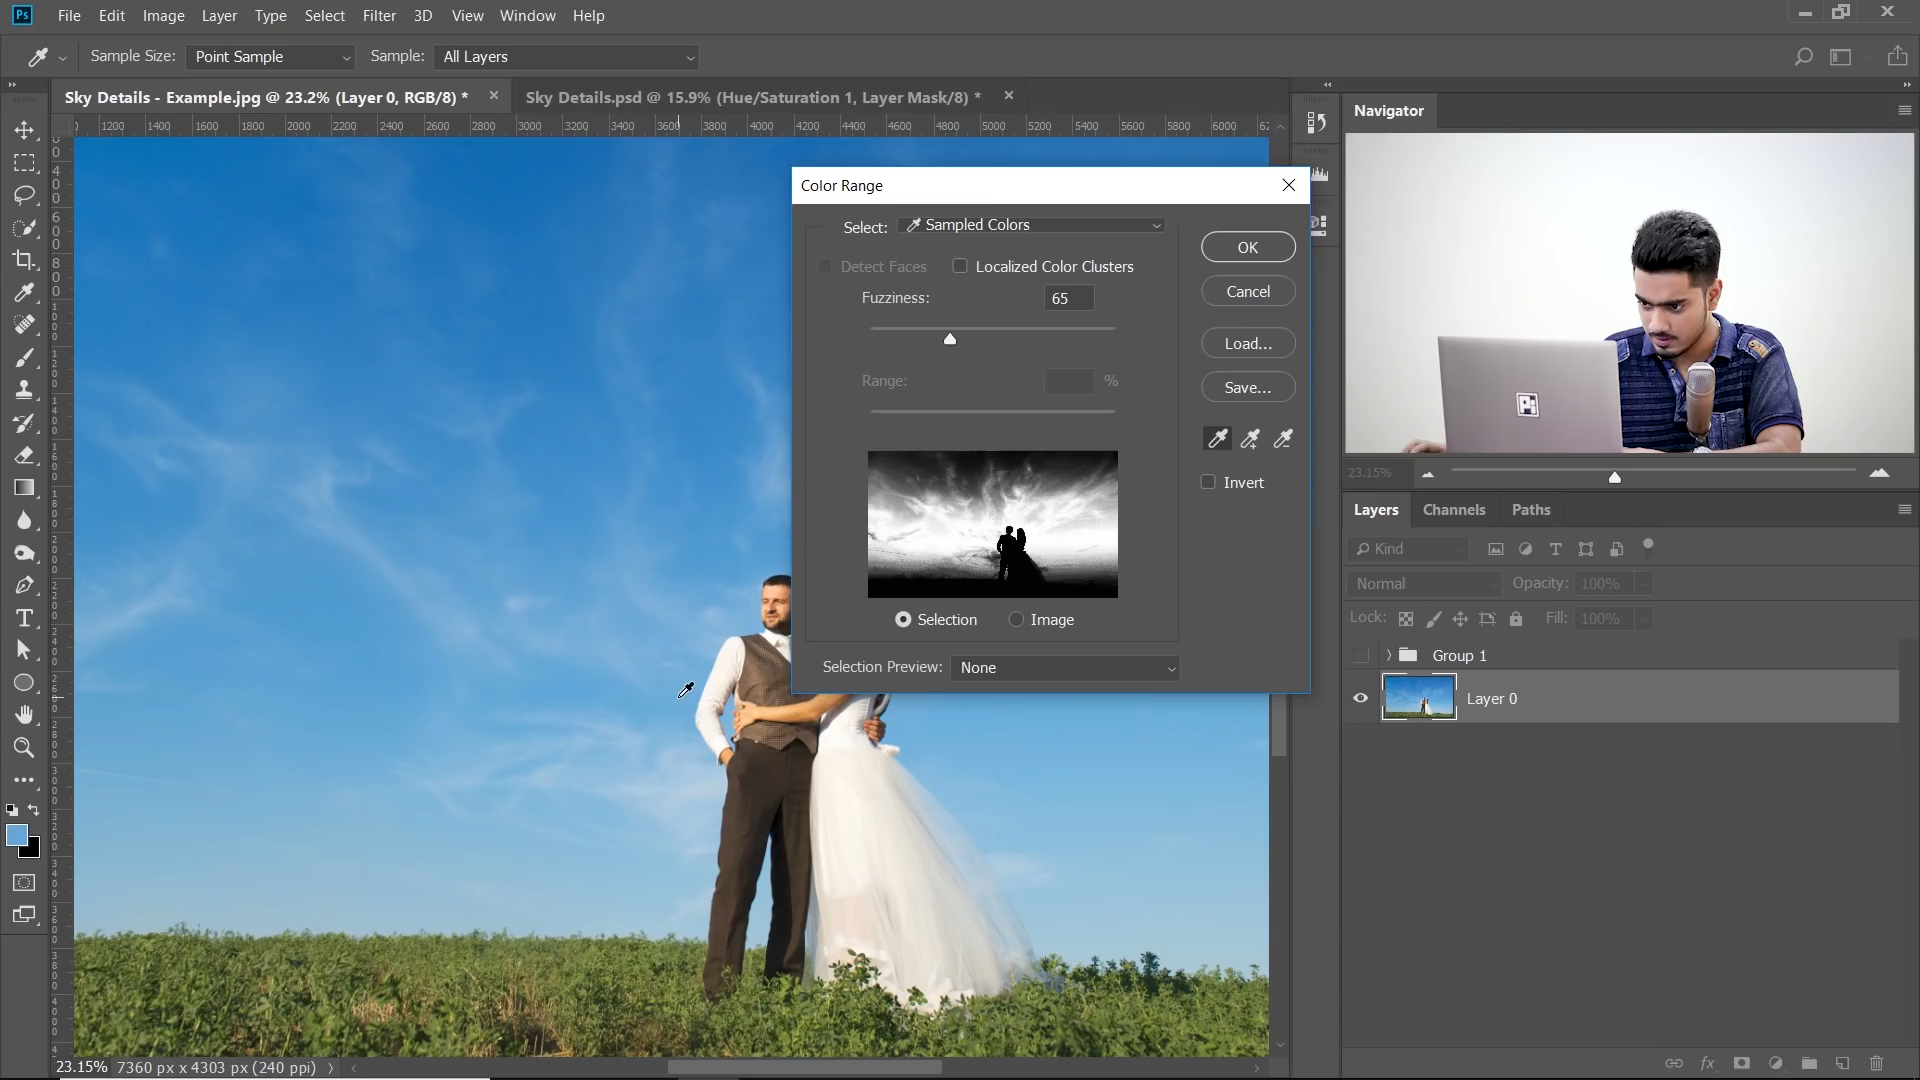 Ps File Edit Image Layer Type Select Filter 3D View Window Help
Sample Size: Point Sample Sample: All Layers
Sky Details - Example.jpg @ 23.2% (Layer 0, RGB/8) * Sky Details.psd @ 15.9% (Hue/Saturation 1, Layer Mask/8) *
1200 1400 1600 1800 2000 2200 2400 2600 2800 3000 3200 3400 3600 3800 4000 4200 4400 4600 4800 5000 5200 5400 5600 5800 6000
Navigator
Color Range
Select: Sampled Colors
OK
Detect Faces Localized Color Clusters
Fuzziness: 65
Cancel
Load...
Range: %
Save...
Invert
23.15%
Selection Image
Selection Preview: None
Layers Channels Paths
Kind
Normal Opacity: 100%
Lock: Fill: 100%
Group 1
Layer 0
fx
23.15% 7360 px x 4303 px (240 ppi)